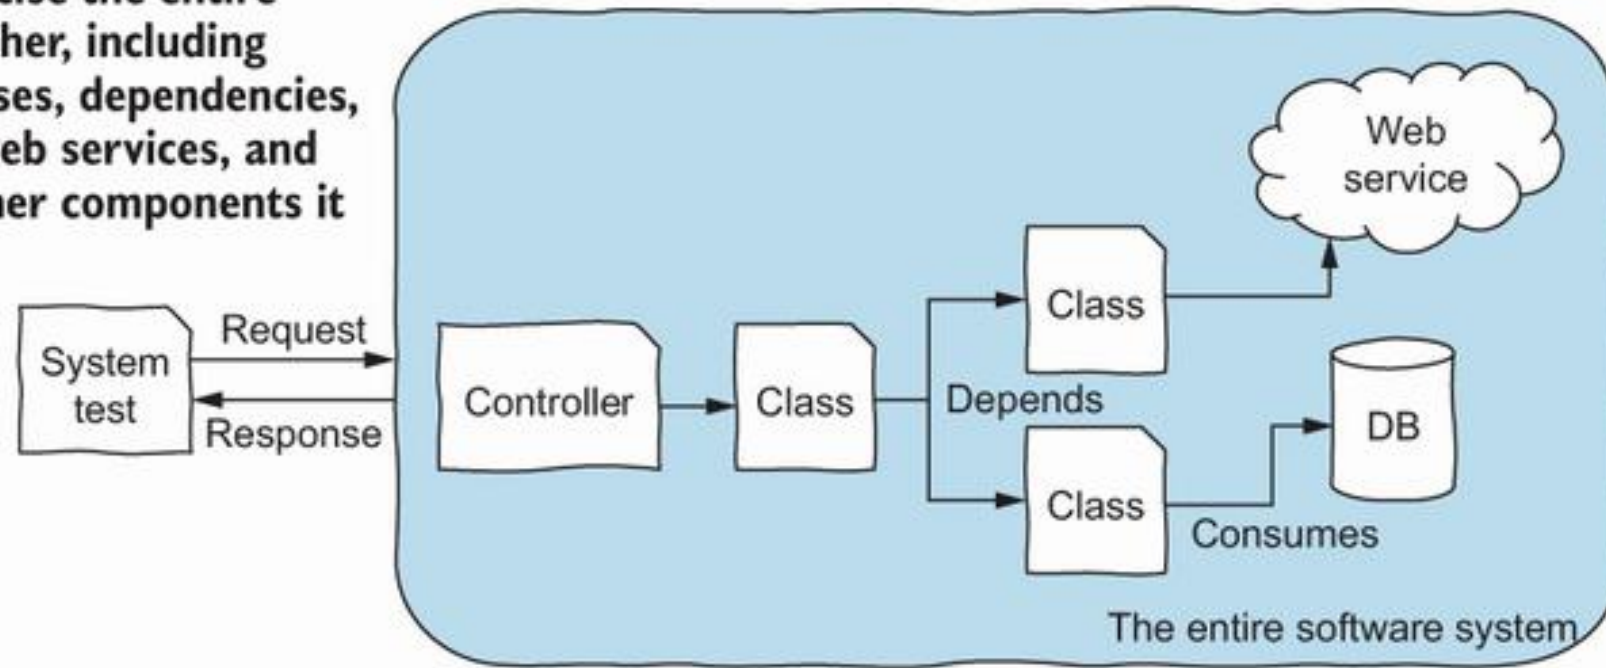 entire
her, including
ses, dependencies,
eb services, and
her components it
Web
service
System
test
Request
Response
Controller
Class
Class
Depends
Class
DB
Consumes
The entire software system